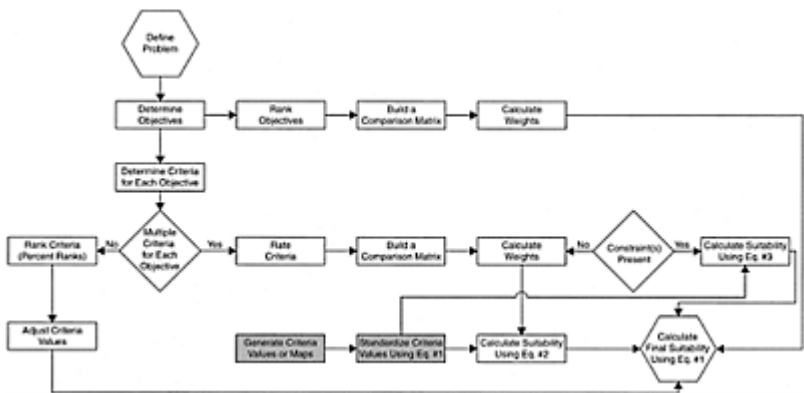 Define
Problem
Determine
Objectives
Rank
Objectives
Build a
Comparison Matrix
Calculate
Weights
Determine Criteria
for Each Objective
Multiple
Criteria
for Each
Objective
No
Yes
Rank Criteria
(Percent Ranks)
Rate
Criteria
Build a
Comparison Matrix
Calculate
Weights
No
Constraint(s)
Present
Yes
Calculate Suitability
Using Eq. #3
Adjust Criteria
Values
Generate Criteria
Values or Maps
Standardize Criteria
Values Using Eq. #1
Calculate Suitability
Using Eq. #2
Calculate
Final Suitability
Using Eq. #1